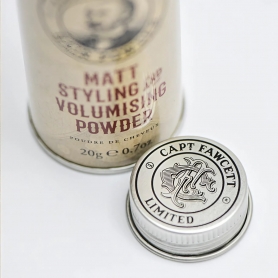 MATT
STYLING AND
VOLUMISING
POWDER
POUDRE DE CHEVEUX
20g ℮ 0.7oz
CAPT FAWCETT
LIMITED